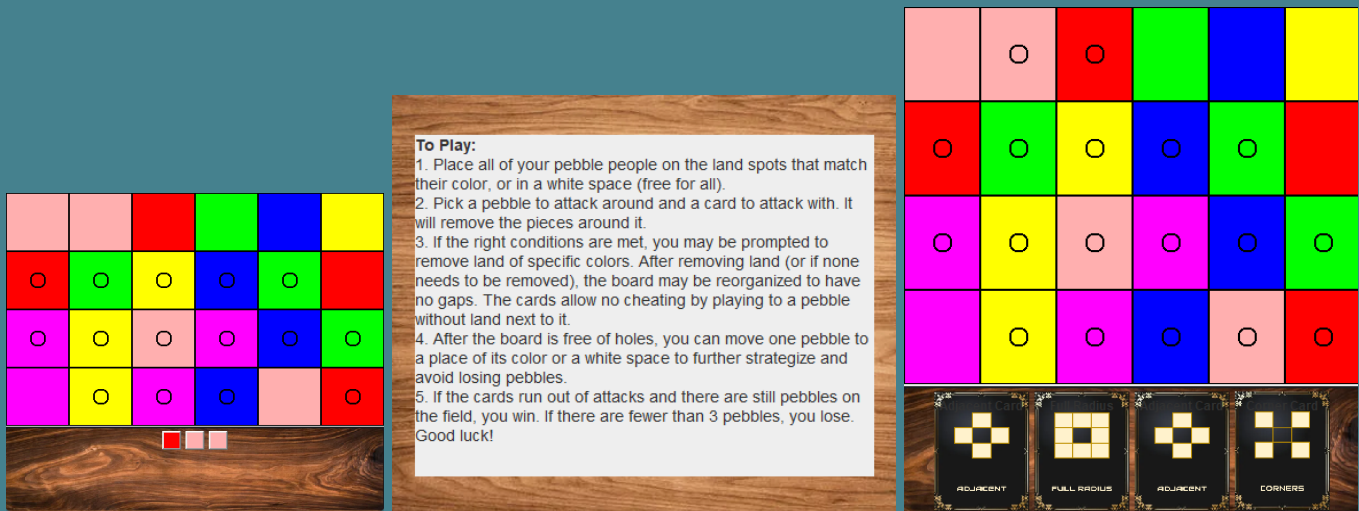 To Play:
1. Place all of your pebble people on the land spots that match
their color, or in a white space (free for all).
2. Pick a pebble to attack around and a card to attack with. It
will remove the pieces around it.
3. If the right conditions are met, you may be prompted to
remove land of specific colors. After removing land (or if none
needs to be removed), the board may be reorganized to have
no gaps. The cards allow no cheating by playing to a pebble
without land next to it.
4. After the board is free of holes, you can move one pebble to
a place of its color or a white space to further strategize and
avoid losing pebbles.
5. If the cards run out of attacks and there are still pebbles on
the field, you win. If there are fewer than 3 pebbles, you lose.
Good luck!
ADJACENT
FULL RADIUS
ADJACENT
CORNERS